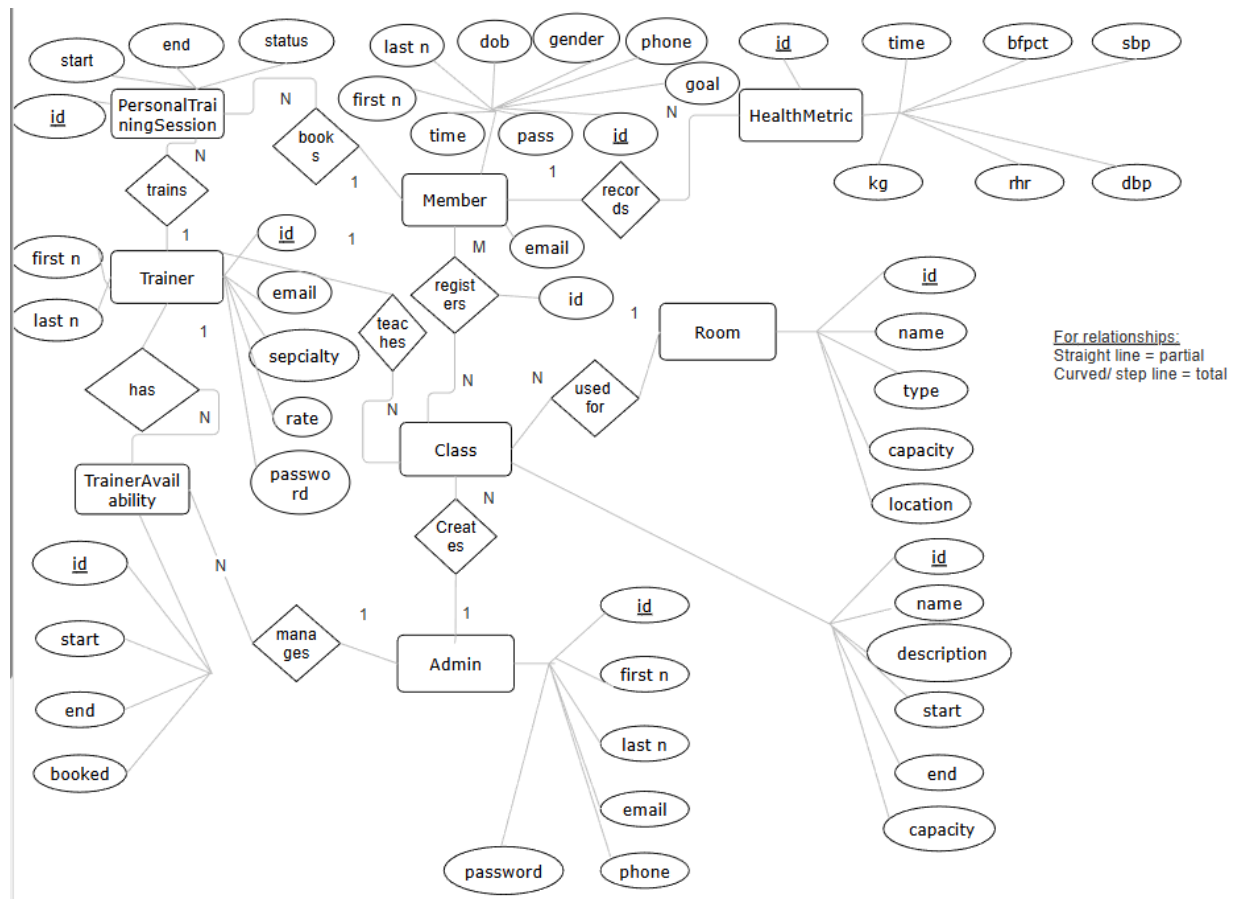 end
status
start
id
PersonalTrai
ningSession
N
N
trains
book
s
1
1
last n
dob
gender
phone
goal
first n
time
pass
id
Member
1
recor
ds
N
email
HealthMetric
id
time
bfpct
sbp
kg
rhr
dbp
first n
last n
Trainer
1
id
email
sepcialty
rate
passwo
rd
1
has
N
teac
hes
N
M
regist
ers
id
N
TrainerAvail
ability
id
start
end
booked
N
mana
ges
1
Class
N
used
for
1
Room
id
name
type
capacity
location
For relationships:
Straight line = partial
Curved/ step line = total
N
Creat
es
1
Admin
id
first n
last n
email
phone
password
id
name
description
start
end
capacity